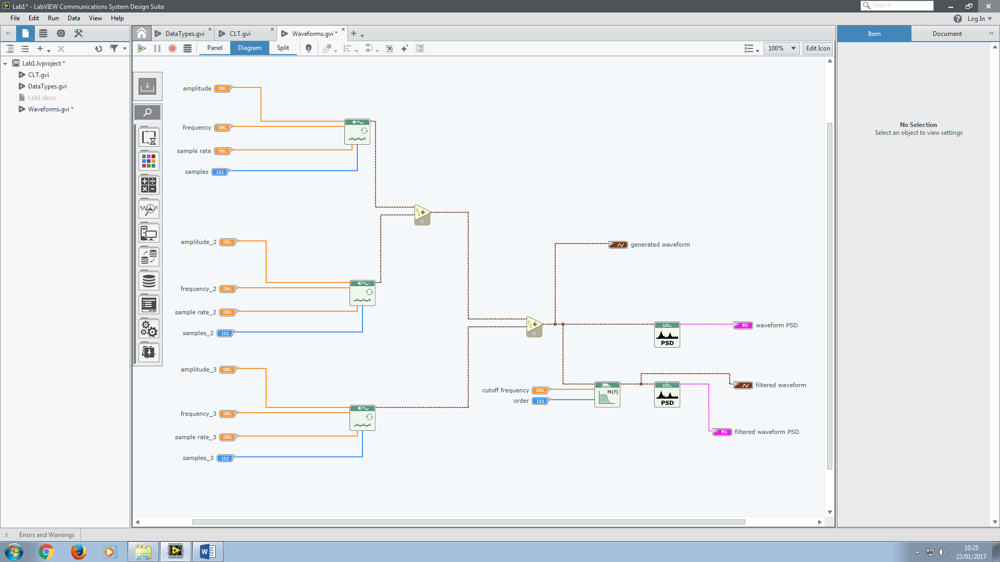 Lab1* - LabVIEW Communications System Design Suite
Search
File Edit Run Data View Help
Log In
DataTypes.gvi
CLT.gvi
Waveforms.gvi *
Item
Document
Panel
Diagram
Split
100%
Edit Icon
Lab1.lvproject *
CLT.gvi
DataTypes.gvi
Lab1.docx
Waveforms.gvi *
No Selection
Select an object to view settings
amplitude DBL
frequency DBL
sample rate DBL
samples I32
amplitude_2 DBL
generated waveform
frequency_2 DBL
sample rate_2 DBL
samples_2 I32
waveform PSD
PSD
amplitude_3 DBL
cutoff frequency DBL
order I32
H(f)
PSD
filtered waveform
frequency_3 DBL
sample rate_3 DBL
filtered waveform PSD
samples_3 I32
Errors and Warnings
W
10:25
23/01/2017